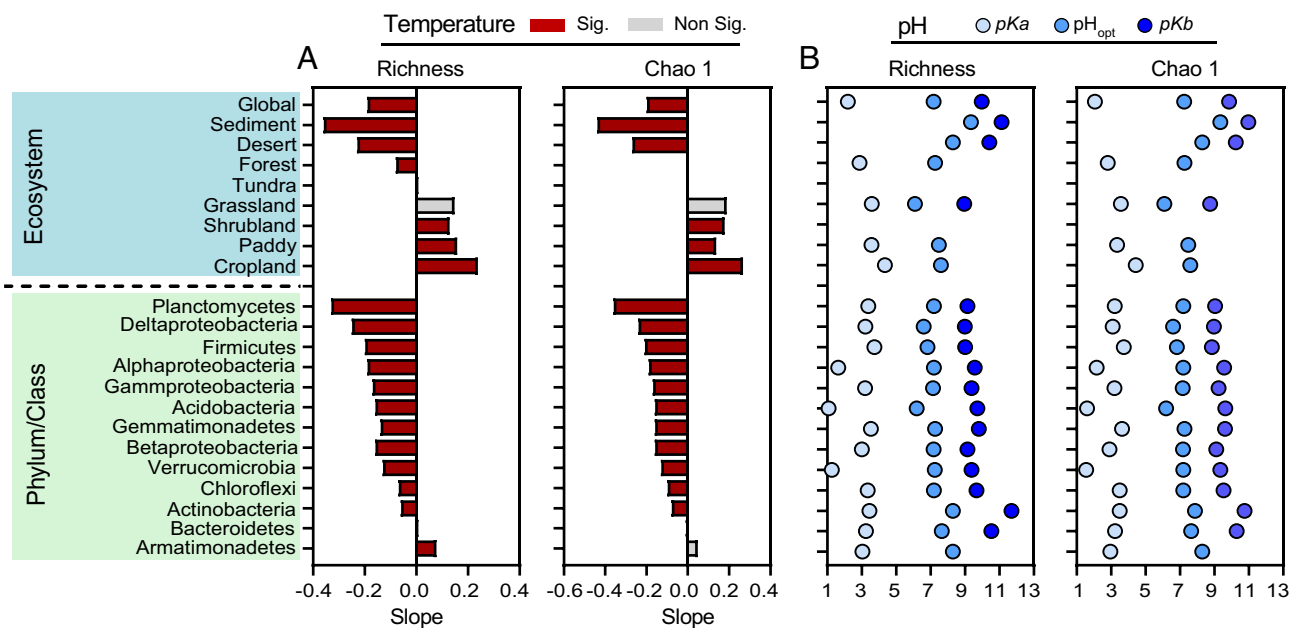 Temperature Sig. Non Sig.
pH pKa pHopt pKb
A
B
Richness
Chao 1
Richness
Chao 1
Ecosystem
Global
Sediment
Desert
Forest
Tundra
Grassland
Shrubland
Paddy
Cropland
Phylum/Class
Planctomycetes
Deltaproteobacteria
Firmicutes
Alphaproteobacteria
Gammproteobacteria
Acidobacteria
Gemmatimonadetes
Betaproteobacteria
Verrucomicrobia
Chloroflexi
Actinobacteria
Bacteroidetes
Armatimonadetes
-0.4 -0.2 0.0 0.2 0.4
-0.6 -0.4 -0.2 0.0 0.2 0.4
1 3 5 7 9 11 13
1 3 5 7 9 11 13
Slope
Slope